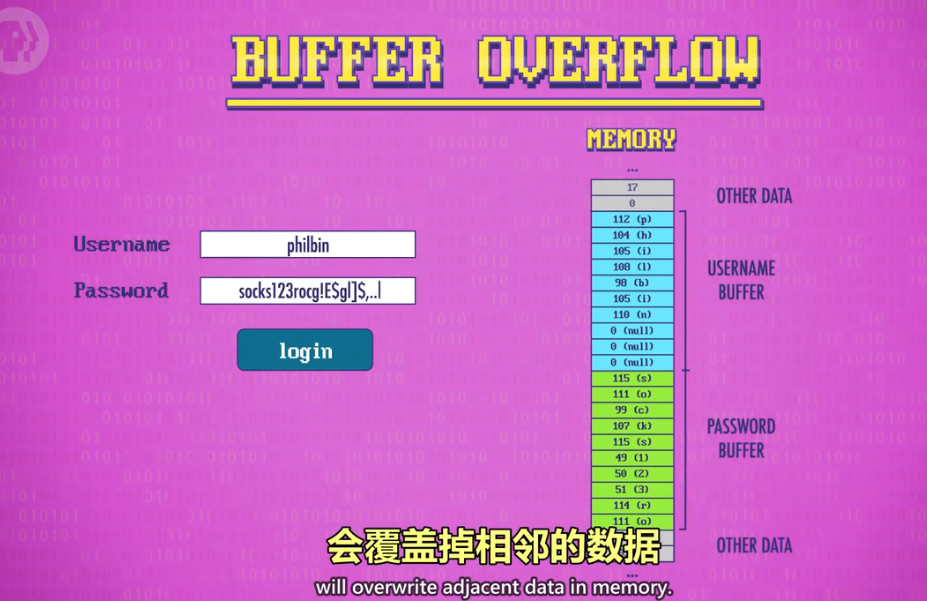 BUFFER OVERFLOW
MEMORY
...
17
0
OTHER DATA
112 (p)
104 (h)
105 (i)
108 (l)
98 (b)
105 (i)
110 (n)
0 (null)
0 (null)
0 (null)
USERNAME
BUFFER
115 (s)
111 (o)
99 (c)
107 (k)
115 (s)
49 (1)
50 (2)
51 (3)
114 (r)
111 (o)
PASSWORD
BUFFER
OTHER DATA
...
Username
philbin
Password
socks123rocg!E$gl]$,..|
login
会覆盖掉相邻的数据
will overwrite adjacent data in memory.